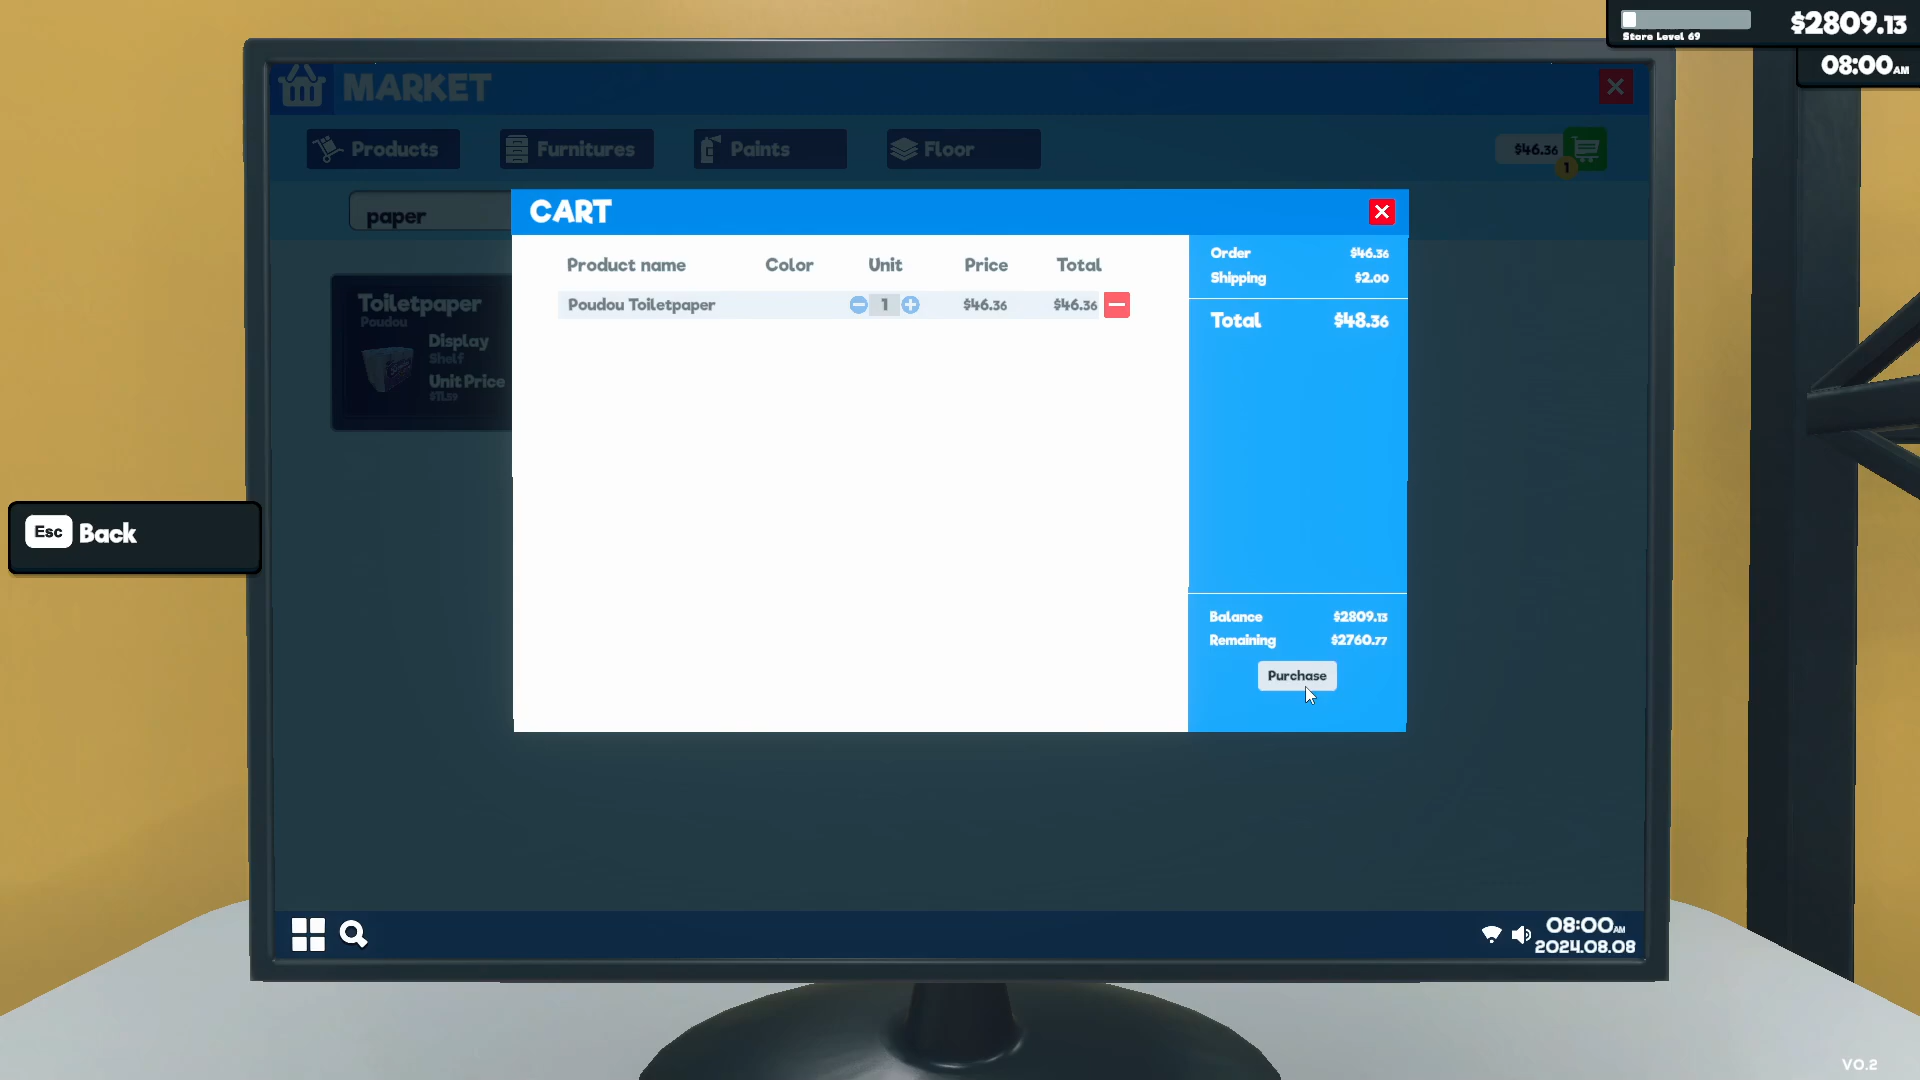 $2809.13
Store Level 69
08:00AM
MARKET
Products
Furnitures
Paints
Floor
$46.36
1
paper
CART
Product name Color Unit Price Total
Poudou Toiletpaper 1 $46.36 $46.36
Order $46.36
Shipping $2.00
Total $48.36
Toiletpaper
Poudou
Display
Shelf
Unit Price
$11.59
Esc Back
Balance $2809.13
Remaining $2760.77
Purchase
08:00AM
2024.08.08
V0.2